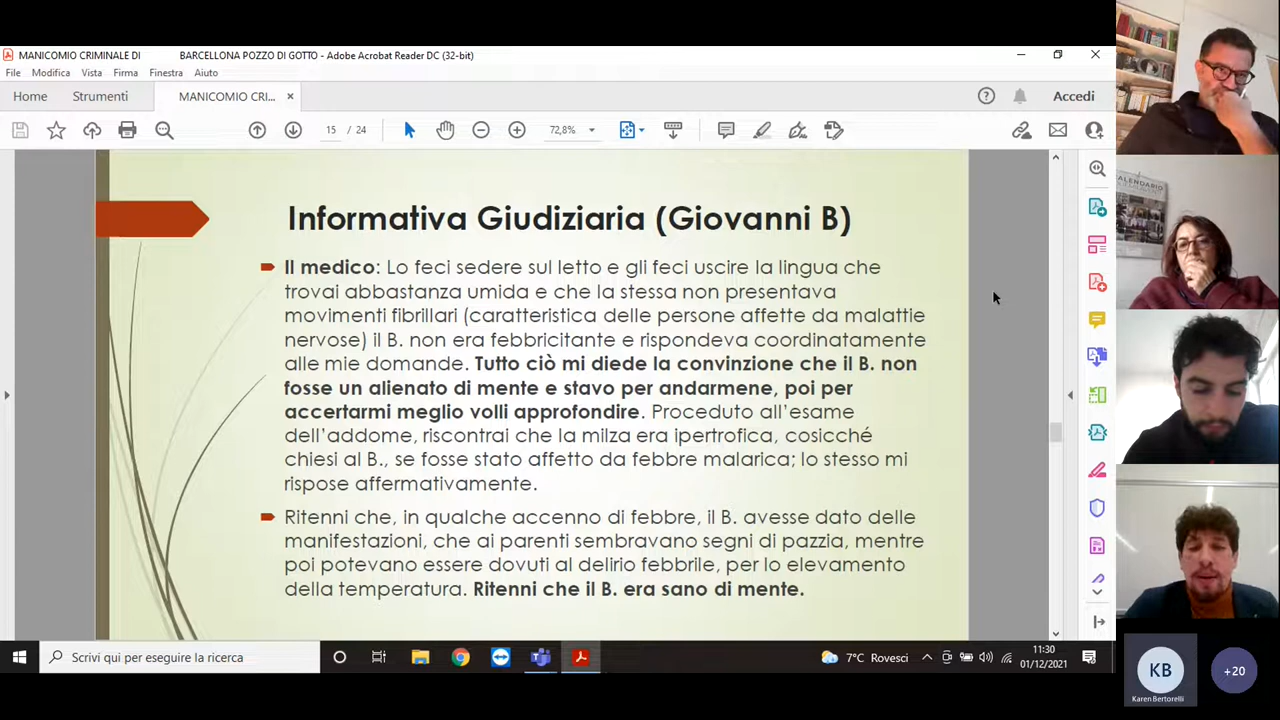 MANICOMIO CRIMINALE DI BARCELLONA POZZO DI GOTTO - Adobe Acrobat Reader DC (32-bit)
File Modifica Vista Firma Finestra Aiuto
Home Strumenti MANICOMIO CRI... Accedi
15 / 24 72,8%
Informativa Giudiziaria (Giovanni B)
Il medico: Lo feci sedere sul letto e gli feci uscire la lingua che
trovai abbastanza umida e che la stessa non presentava
movimenti fibrillari (caratteristica delle persone affette da malattie
nervose) il B. non era febbricitante e rispondeva coordinatamente
alle mie domande. Tutto ciò mi diede la convinzione che il B. non
fosse un alienato di mente e stavo per andarmene, poi per
accertarmi meglio volli approfondire. Proceduto all'esame
dell'addome, riscontrai che la milza era ipertrofica, cosicché
chiesi al B., se fosse stato affetto da febbre malarica; lo stesso mi
rispose affermativamente.
Ritenni che, in qualche accenno di febbre, il B. avesse dato delle
manifestazioni, che ai parenti sembravano segni di pazzia, mentre
poi potevano essere dovuti al delirio febbrile, per lo elevamento
della temperatura. Ritenni che il B. era sano di mente.
Scrivi qui per eseguire la ricerca
7°C Rovesci
11:30
01/12/2021
CALENDARIO
KB
Karen Bertorelli
+20